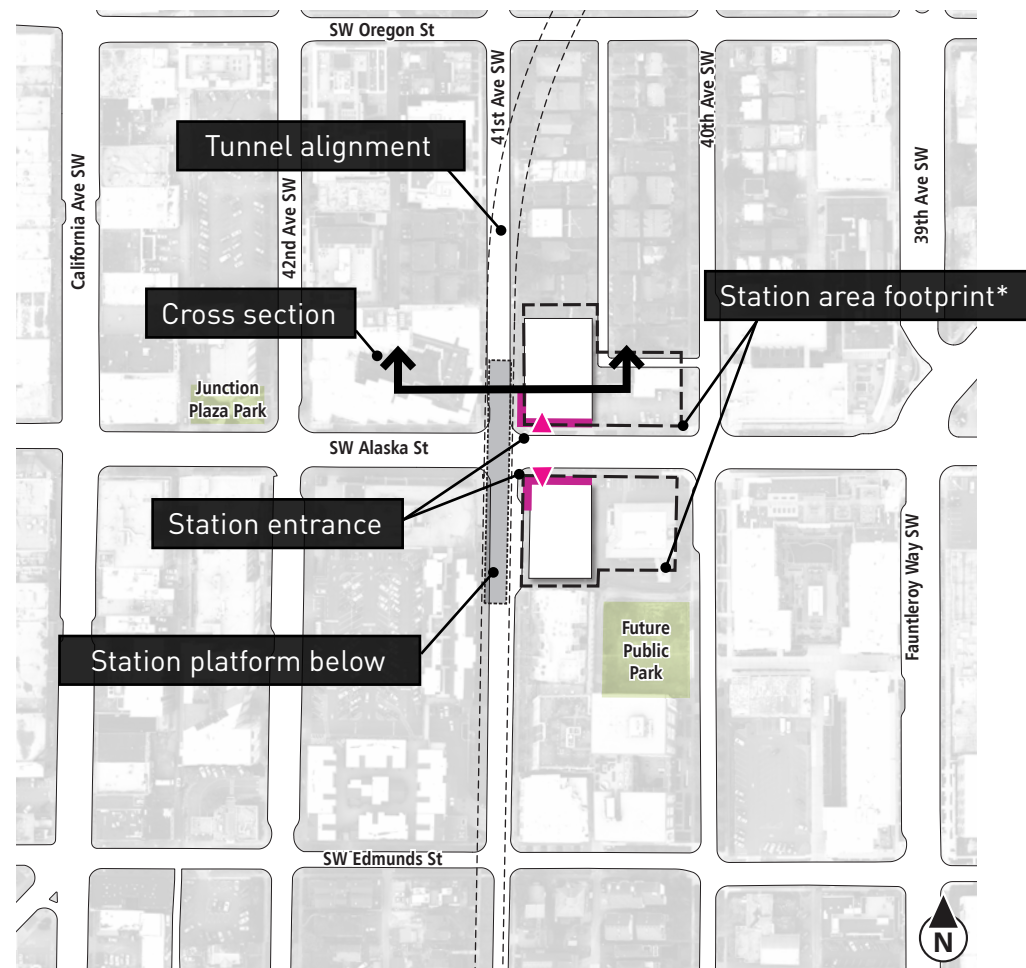 SW Oregon St
41st Ave SW
40th Ave SW
Tunnel alignment
California Ave SW
42nd Ave SW
39th Ave SW
Station area footprint*
Cross section
Junction
Plaza Park
SW Alaska St
Station entrance
Fauntleroy Way SW
Future
Public
Park
Station platform below
SW Edmunds St
N